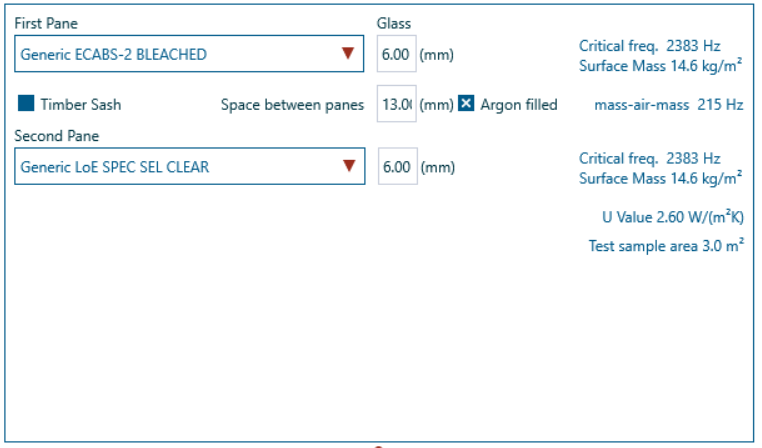 First Pane Glass
Generic ECABS-2 BLEACHED 6.00 (mm) Critical freq. 2383 Hz
Surface Mass 14.6 kg/m²
Timber Sash Space between panes 13.0 (mm) Argon filled mass-air-mass 215 Hz
Second Pane
Generic LoE SPEC SEL CLEAR 6.00 (mm) Critical freq. 2383 Hz
Surface Mass 14.6 kg/m²
U Value 2.60 W/(m²K)
Test sample area 3.0 m²